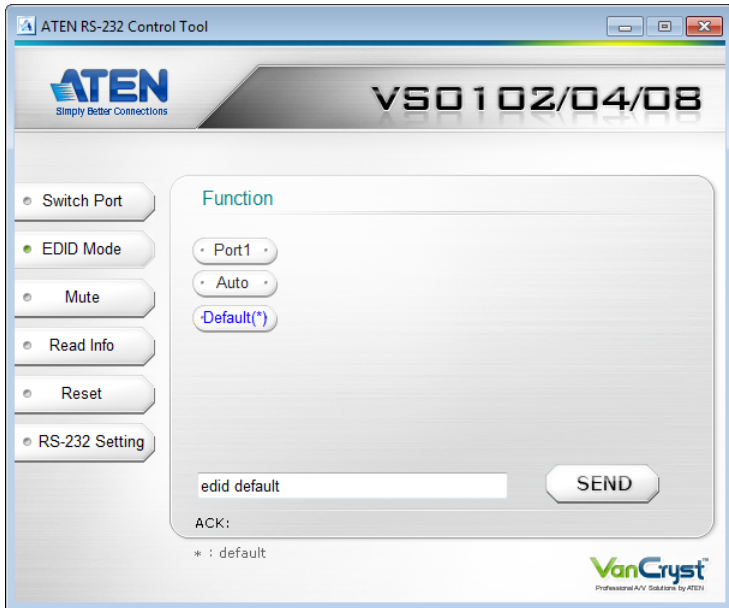 ATEN RS-232 Control Tool
ATEN
Simply Better Connections
VS0102/04/08
Switch Port
EDID Mode
Mute
Read Info
Reset
RS-232 Setting
Function
Port1
Auto
Default(*)
edid default
SEND
ACK:
* : default
VanCryst™
Professional A/V Solutions by ATEN